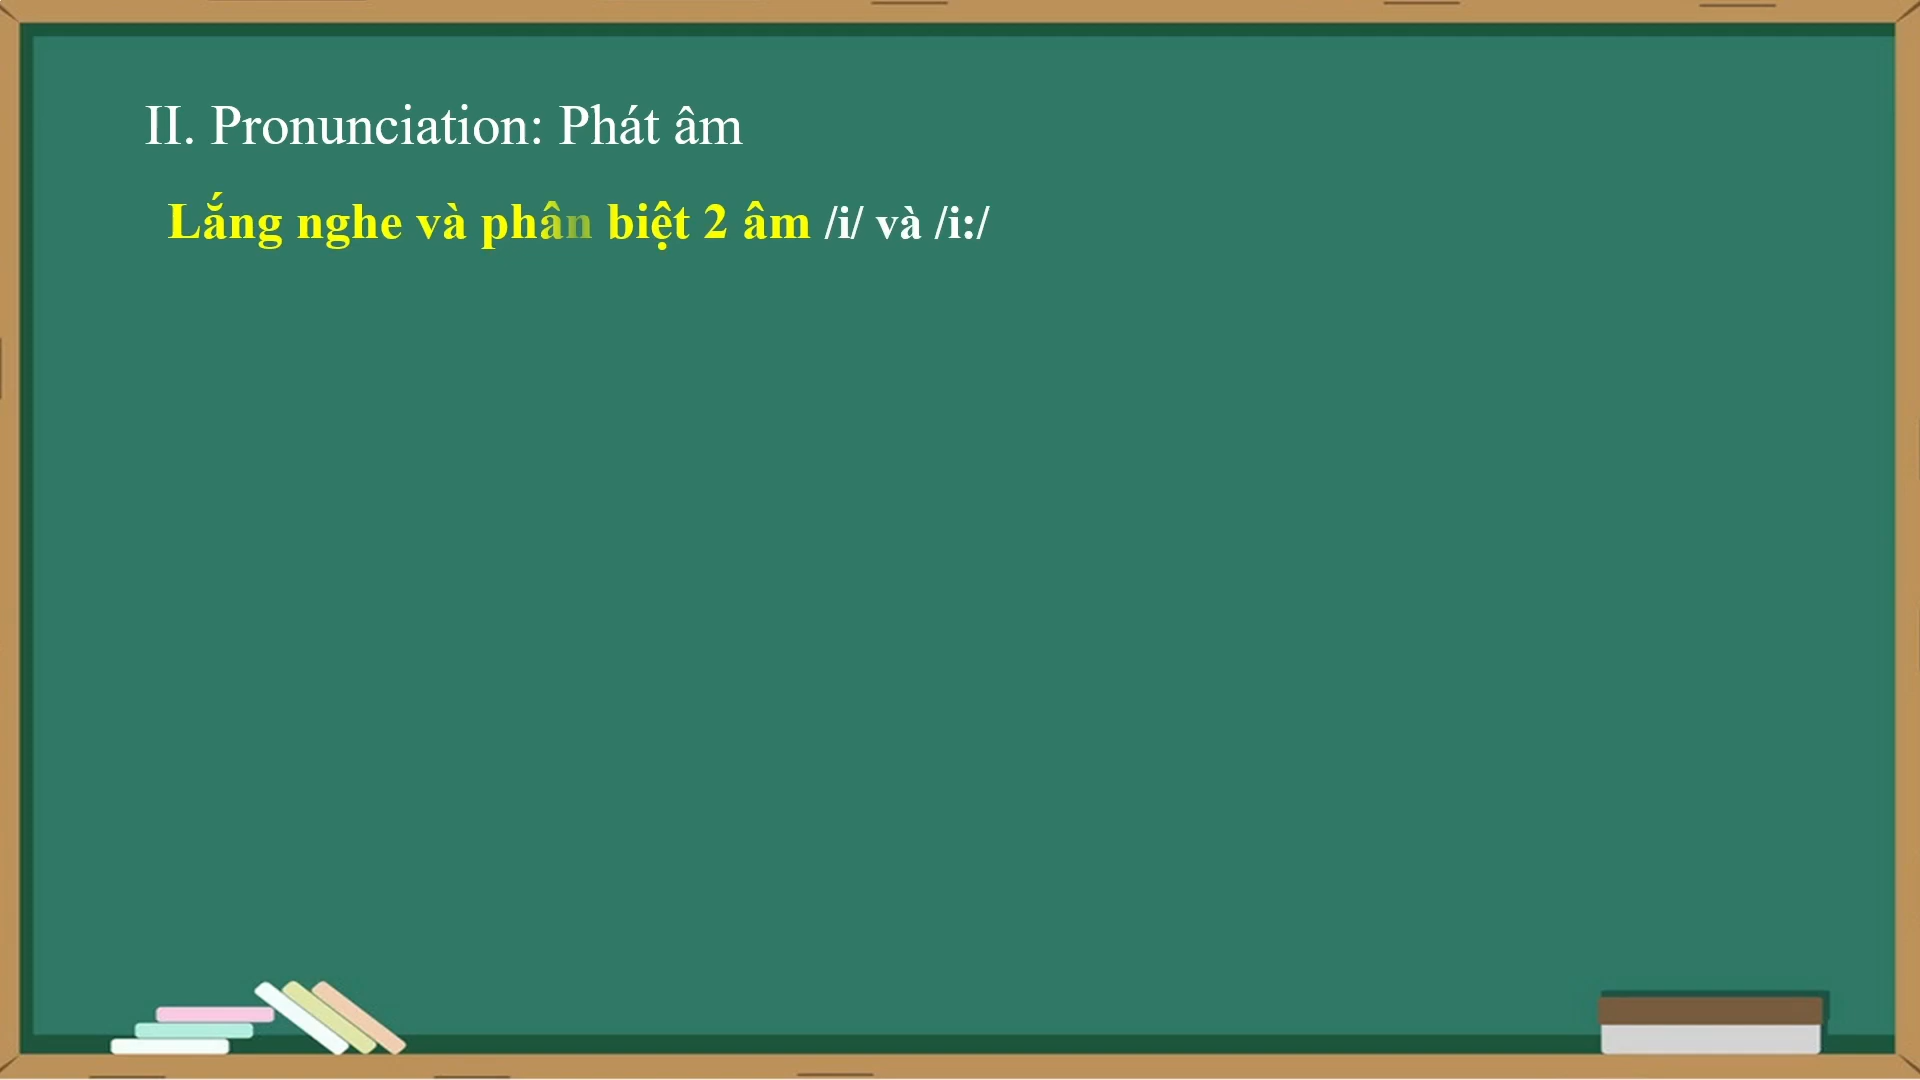 II. Pronunciation: Phát âm
Lắng nghe và phân biệt 2 âm /i/ và /i:/